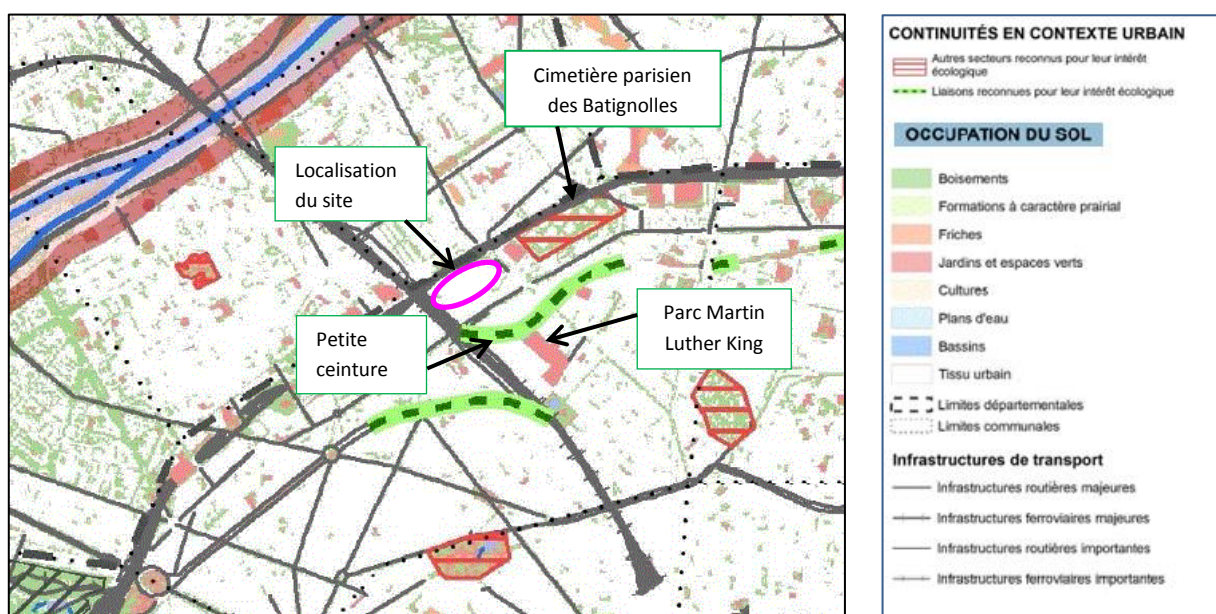 Cimetière parisien
des Batignolles
Localisation
du site
Petite
ceinture
Parc Martin
Luther King
CONTINUITÉS EN CONTEXTE URBAIN
Autres secteurs reconnus pour leur intérêt
écologique
Liaisons reconnues pour leur intérêt écologique
OCCUPATION DU SOL
Boisements
Formations à caractère prairial
Friches
Jardins et espaces verts
Cultures
Plans d'eau
Bassins
Tissu urbain
Limites départementales
Limites communales
Infrastructures de transport
Infrastructures routières majeures
Infrastructures ferroviaires majeures
Infrastructures routières importantes
Infrastructures ferroviaires importantes